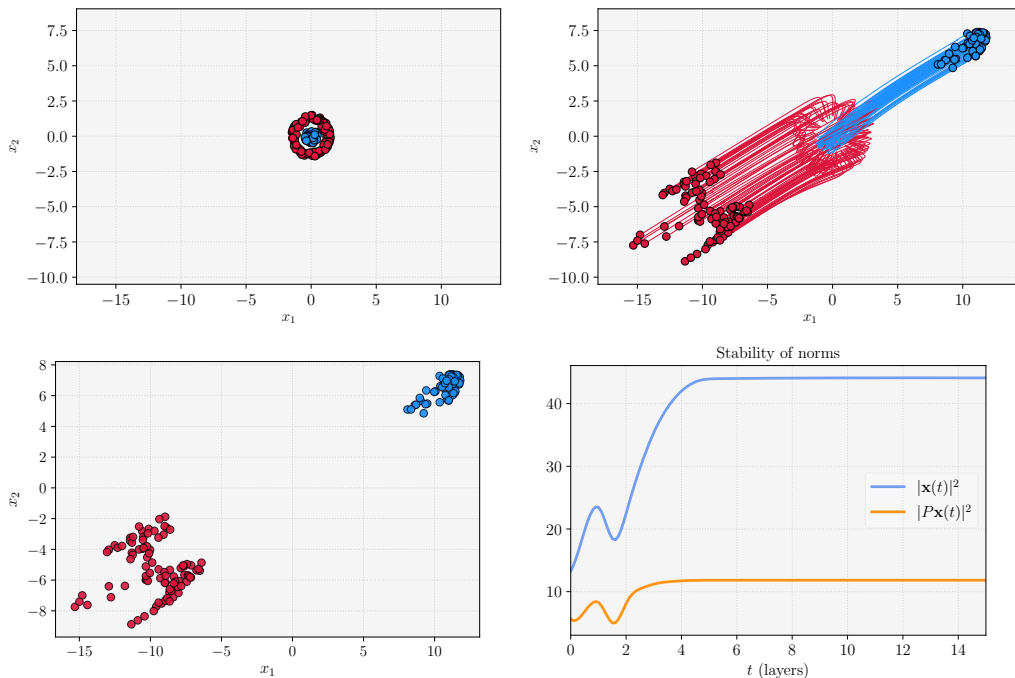 7.5
5.0
2.5
0.0
−2.5
−5.0
−7.5
−10.0
x₂
−15 −10 −5 0 5 10
x₁
7.5
5.0
2.5
0.0
−2.5
−5.0
−7.5
−10.0
x₂
−15 −10 −5 0 5 10
x₁
8
6
4
2
0
−2
−4
−6
−8
x₂
−15 −10 −5 0 5 10
x₁
Stability of norms
40
30
20
10
|𝐱(t)|²
|P𝐱(t)|²
0 2 4 6 8 10 12 14
t (layers)